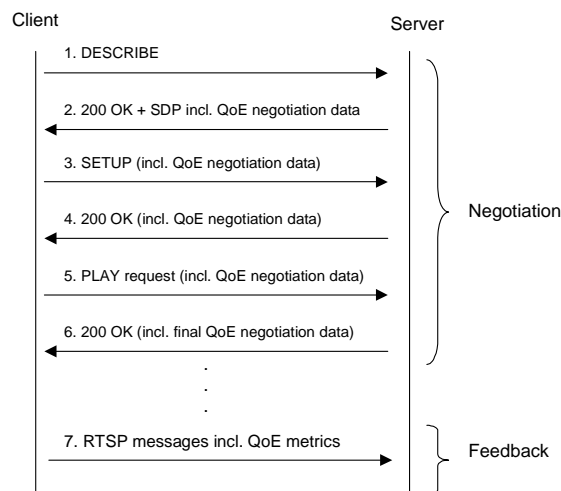 Client
Server
1. DESCRIBE
2. 200 OK + SDP incl. QoE negotiation data
3. SETUP (incl. QoE negotiation data)
4. 200 OK (incl. QoE negotiation data)
Negotiation
5. PLAY request (incl. QoE negotiation data)
6. 200 OK (incl. final QoE negotiation data)
.
.
.
7. RTSP messages incl. QoE metrics
Feedback